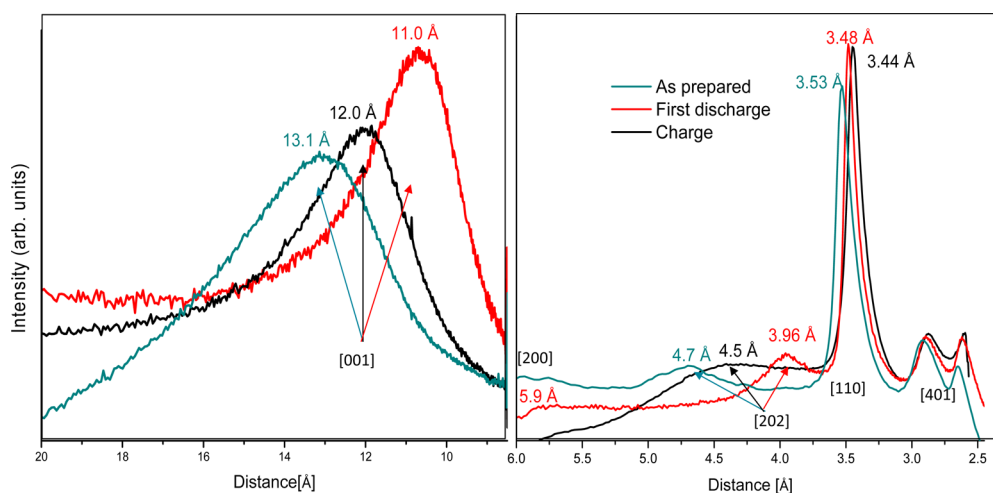 Intensity (arb. units)
11.0 Å
12.0 Å
13.1 Å
[001]
20 18 16 14 12 10
Distance[Å]
3.48 Å
3.44 Å
3.53 Å
As prepared
First discharge
Charge
[200]
4.7 Å
4.5 Å
3.96 Å
5.9 Å
[202]
[110]
[401]
6.0 5.5 5.0 4.5 4.0 3.5 3.0 2.5
Distance [Å]